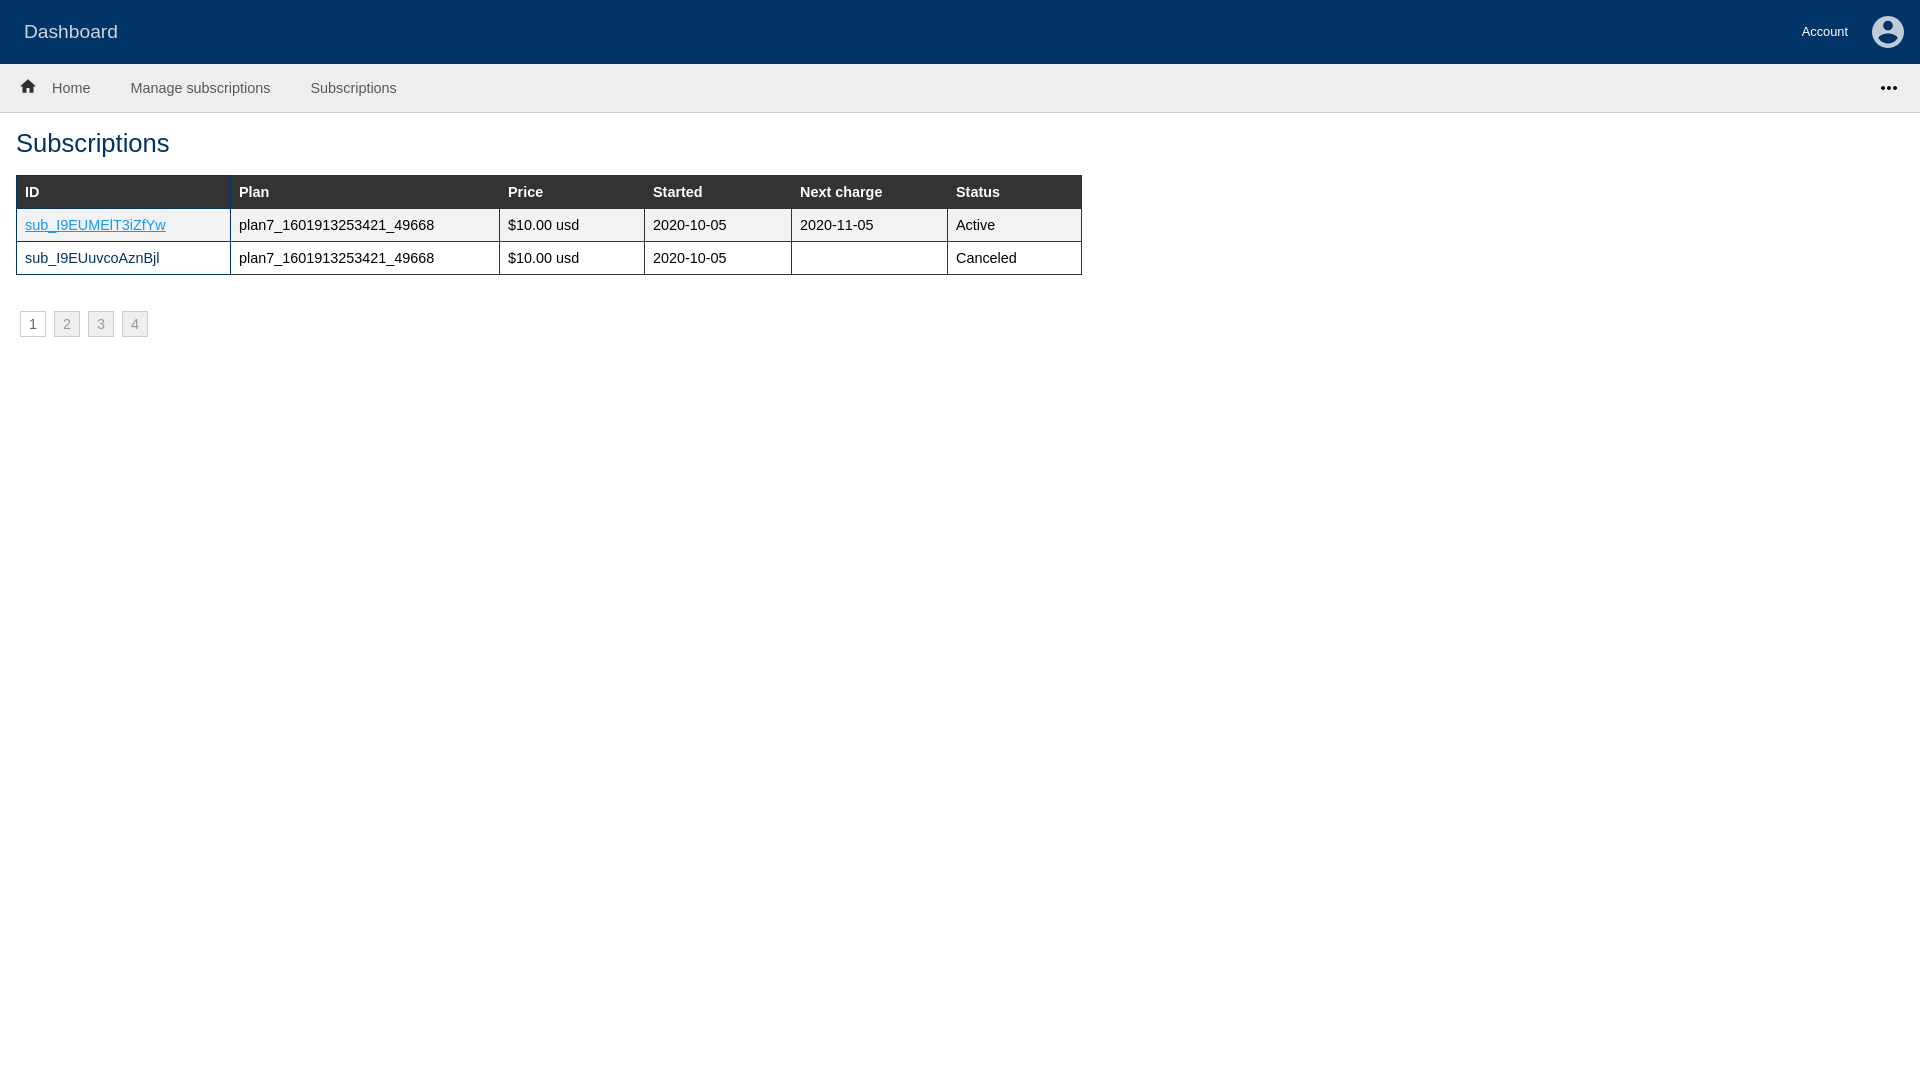 Dashboard Account
Home Manage subscriptions Subscriptions
Subscriptions
ID Plan Price Started Next charge Status
sub_I9EUMElT3iZfYw plan7_1601913253421_49668 $10.00 usd 2020-10-05 2020-11-05 Active
sub_I9EUuvcoAznBjl plan7_1601913253421_49668 $10.00 usd 2020-10-05 Canceled
1 2 3 4